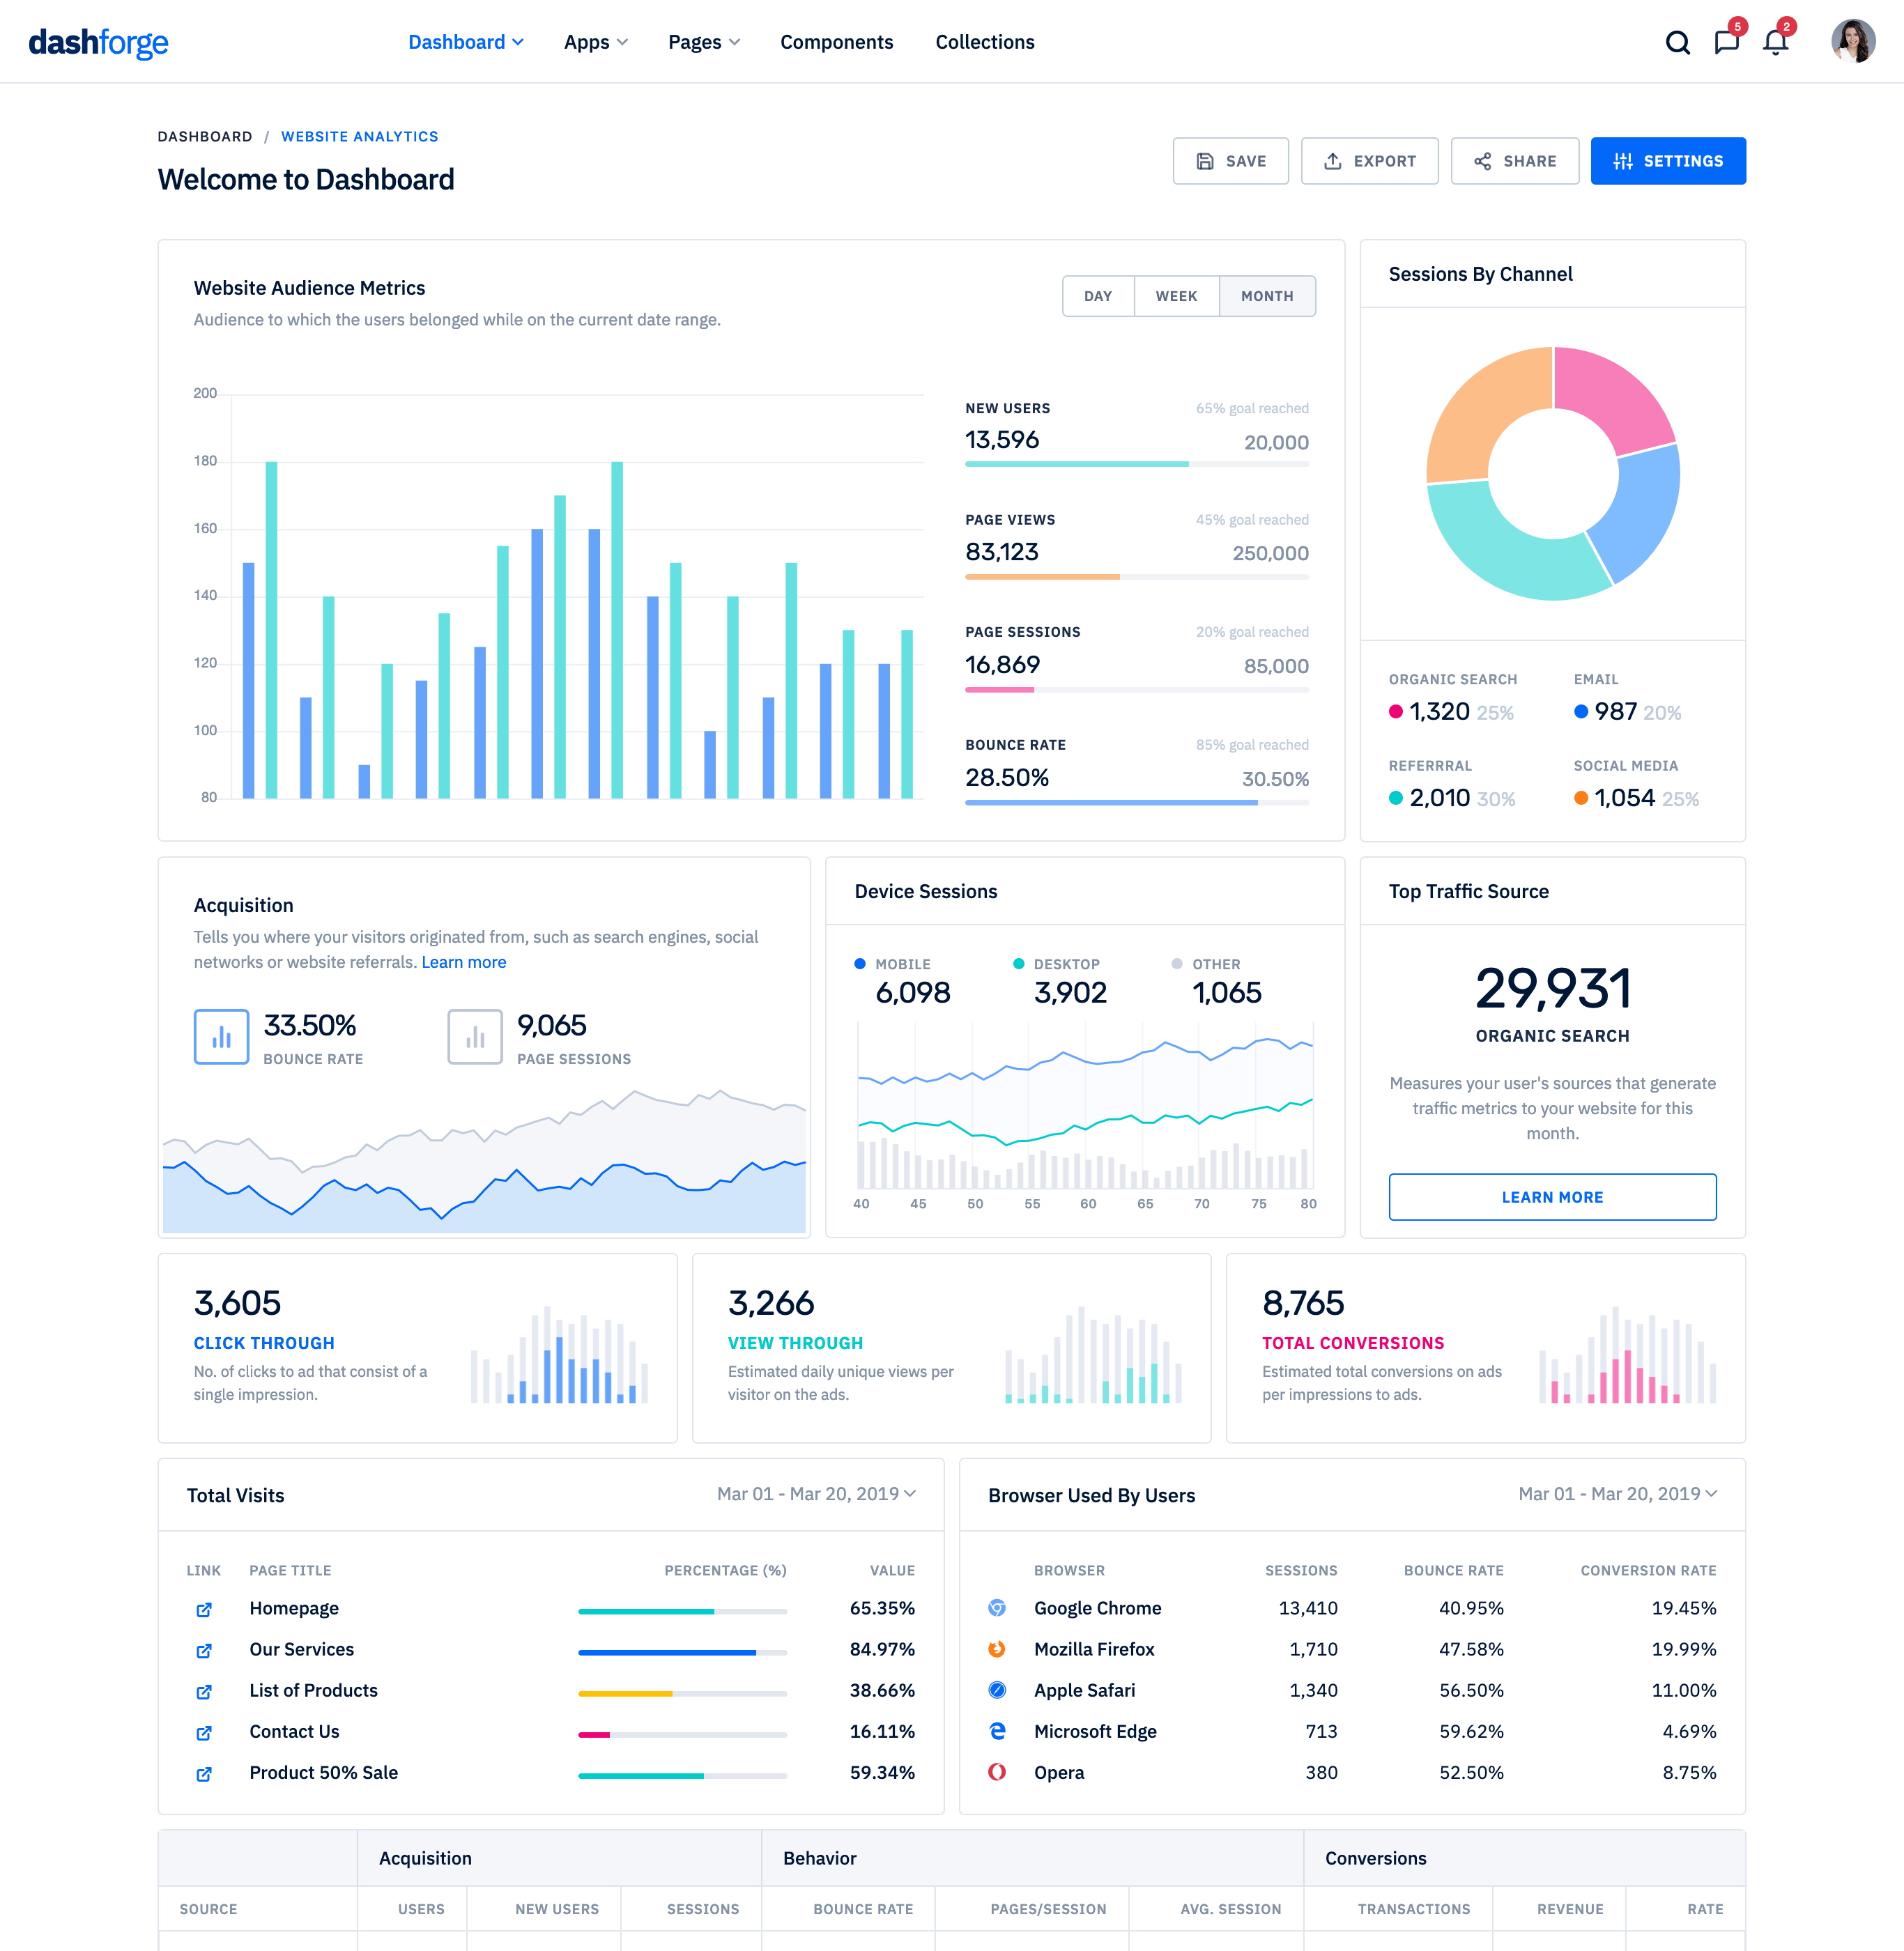 dashforge
Dashboard Apps Pages Components Collections
5 2
DASHBOARD / WEBSITE ANALYTICS
Welcome to Dashboard
SAVE EXPORT SHARE SETTINGS
Website Audience Metrics
Audience to which the users belonged while on the current date range.
DAY WEEK MONTH
200
180
160
140
120
100
80
NEW USERS 65% goal reached
13,596 20,000
PAGE VIEWS 45% goal reached
83,123 250,000
PAGE SESSIONS 20% goal reached
16,869 85,000
BOUNCE RATE 85% goal reached
28.50% 30.50%
Sessions By Channel
ORGANIC SEARCH EMAIL
1,320 25% 987 20%
REFERRRAL SOCIAL MEDIA
2,010 30% 1,054 25%
Acquisition
Tells you where your visitors originated from, such as search engines, social
networks or website referrals. Learn more
33.50% 9,065
BOUNCE RATE PAGE SESSIONS
Device Sessions
MOBILE DESKTOP OTHER
6,098 3,902 1,065
40 45 50 55 60 65 70 75 80
Top Traffic Source
29,931
ORGANIC SEARCH
Measures your user's sources that generate
traffic metrics to your website for this
month.
LEARN MORE
3,605
CLICK THROUGH
No. of clicks to ad that consist of a
single impression.
3,266
VIEW THROUGH
Estimated daily unique views per
visitor on the ads.
8,765
TOTAL CONVERSIONS
Estimated total conversions on ads
per impressions to ads.
Total Visits Mar 01 - Mar 20, 2019
LINK PAGE TITLE PERCENTAGE (%) VALUE
Homepage 65.35%
Our Services 84.97%
List of Products 38.66%
Contact Us 16.11%
Product 50% Sale 59.34%
Browser Used By Users Mar 01 - Mar 20, 2019
BROWSER SESSIONS BOUNCE RATE CONVERSION RATE
Google Chrome 13,410 40.95% 19.45%
Mozilla Firefox 1,710 47.58% 19.99%
Apple Safari 1,340 56.50% 11.00%
Microsoft Edge 713 59.62% 4.69%
Opera 380 52.50% 8.75%
Acquisition Behavior Conversions
SOURCE USERS NEW USERS SESSIONS BOUNCE RATE PAGES/SESSION AVG. SESSION TRANSACTIONS REVENUE RATE